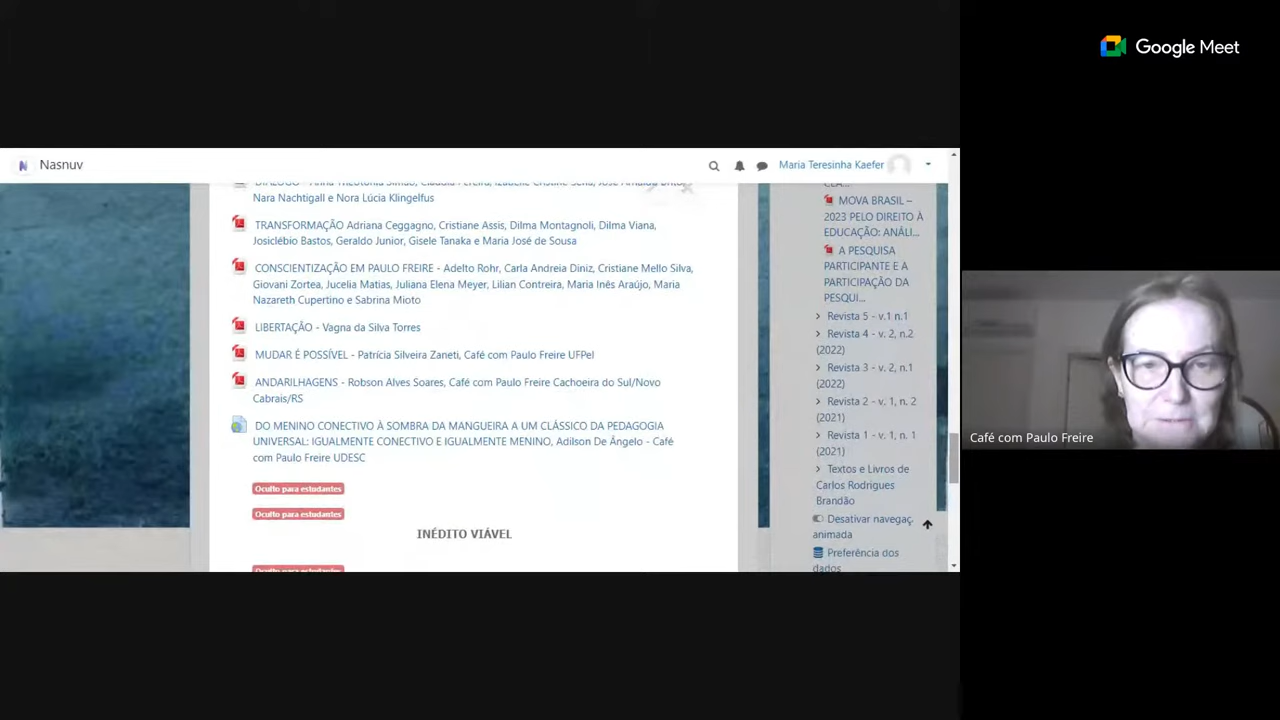 Google Meet
Nasnuv
Maria Teresinha Kaefer
Nara Nachtigall e Nora Lúcia Klingelfus
TRANSFORMAÇÃO Adriana Ceggagno, Cristiane Assis, Dilma Montagnoli, Dilma Viana,
Josiclébio Bastos, Geraldo Junior, Gisele Tanaka e Maria José de Sousa
CONSCIENTIZAÇÃO EM PAULO FREIRE - Adelto Rohr, Carla Andreia Diniz, Cristiane Mello Silva,
Giovani Zortea, Jucelia Matias, Juliana Elena Meyer, Lilian Contreira, Maria Inês Araújo, Maria
Nazareth Cupertino e Sabrina Mioto
LIBERTAÇÃO - Vagna da Silva Torres
MUDAR É POSSÍVEL - Patrícia Silveira Zaneti, Café com Paulo Freire UFPel
ANDARILHAGENS - Robson Alves Soares, Café com Paulo Freire Cachoeira do Sul/Novo
Cabrais/RS
DO MENINO CONECTIVO À SOMBRA DA MANGUEIRA A UM CLÁSSICO DA PEDAGOGIA
UNIVERSAL: IGUALMENTE CONECTIVO E IGUALMENTE MENINO, Adilson De Ângelo - Café
com Paulo Freire UDESC
Oculto para estudantes
Oculto para estudantes
INÉDITO VIÁVEL
Oculto para estudantes
MOVA BRASIL –
2023 PELO DIREITO À
EDUCAÇÃO: ANÁLI...
A PESQUISA
PARTICIPANTE E A
PARTICIPAÇÃO DA
PESQUI...
Revista 5 - v.1 n.1
Revista 4 - v. 2, n.2
(2022)
Revista 3 - v. 2, n.1
(2022)
Revista 2 - v. 1, n. 2
(2021)
Revista 1 - v. 1, n. 1
(2021)
Textos e Livros de
Carlos Rodrigues
Brandão
Desativar navegaç.
animada
Preferência dos
dados
Café com Paulo Freire